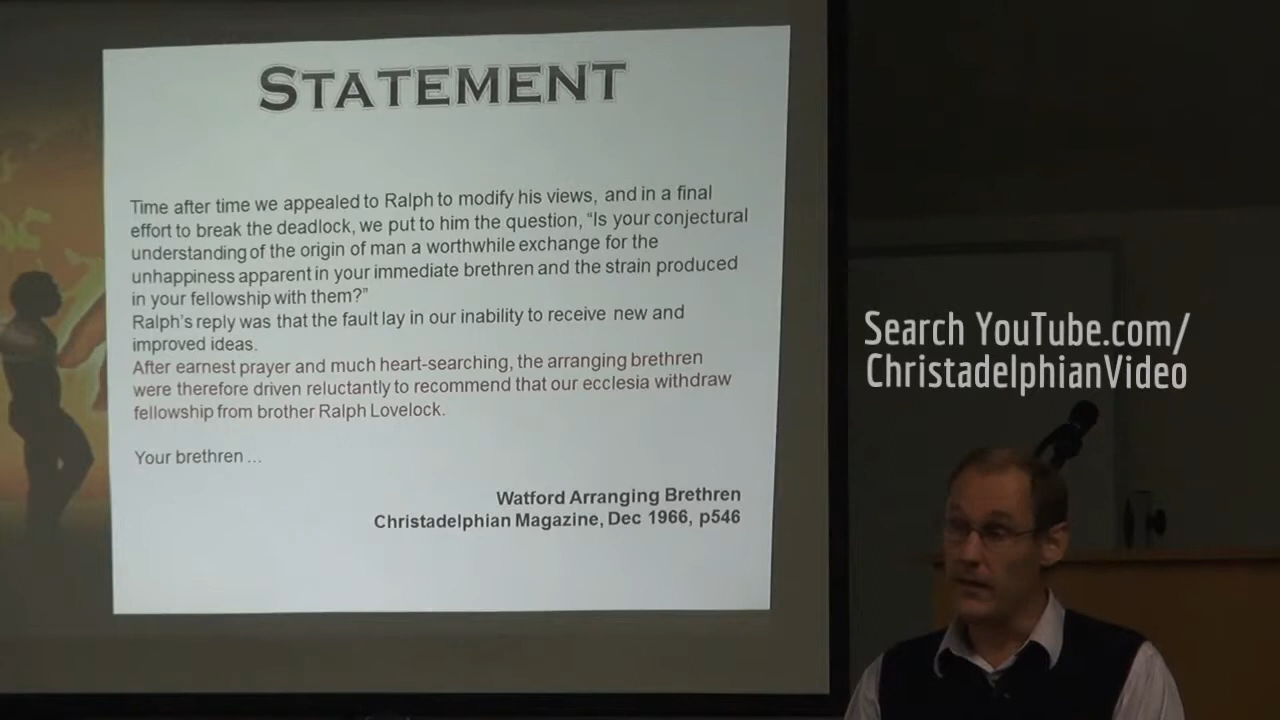 STATEMENT
Time after time we appealed to Ralph to modify his views, and in a final
effort to break the deadlock, we put to him the question, “Is your conjectural
understanding of the origin of man a worthwhile exchange for the
unhappiness apparent in your immediate brethren and the strain produced
in your fellowship with them?”
Ralph’s reply was that the fault lay in our inability to receive new and
improved ideas.
After earnest prayer and much heart-searching, the arranging brethren
were therefore driven reluctantly to recommend that our ecclesia withdraw
fellowship from brother Ralph Lovelock.
Your brethren ...
Watford Arranging Brethren
Christadelphian Magazine, Dec 1966, p546
Search YouTube.com/
ChristadelphianVideo